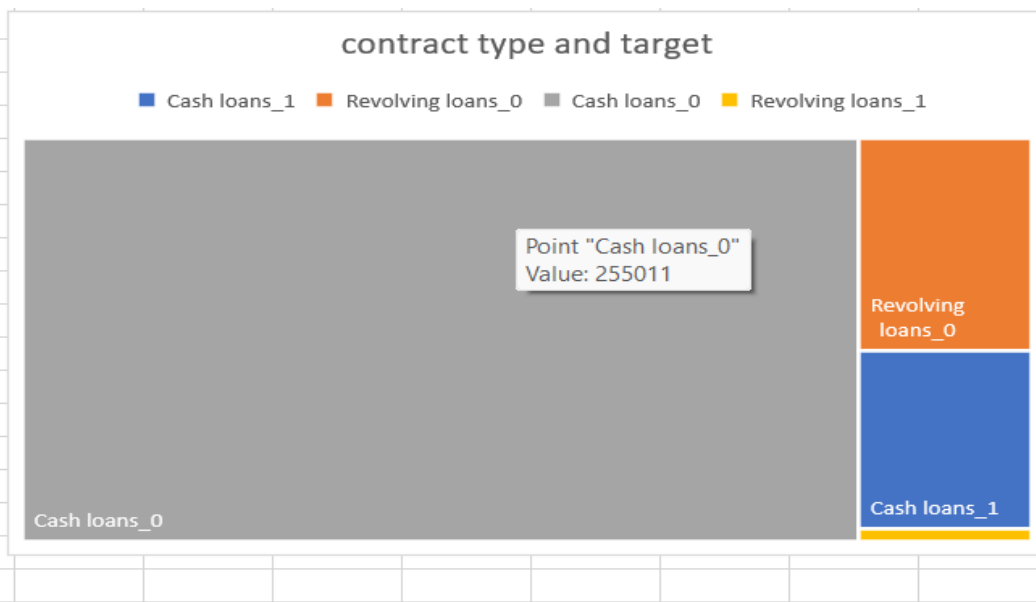 contract type and target
Cash loans_1 Revolving loans_0 Cash loans_0 Revolving loans_1
Point "Cash loans_0"
Value: 255011
Revolving
loans_0
Cash loans_1
Cash loans_0